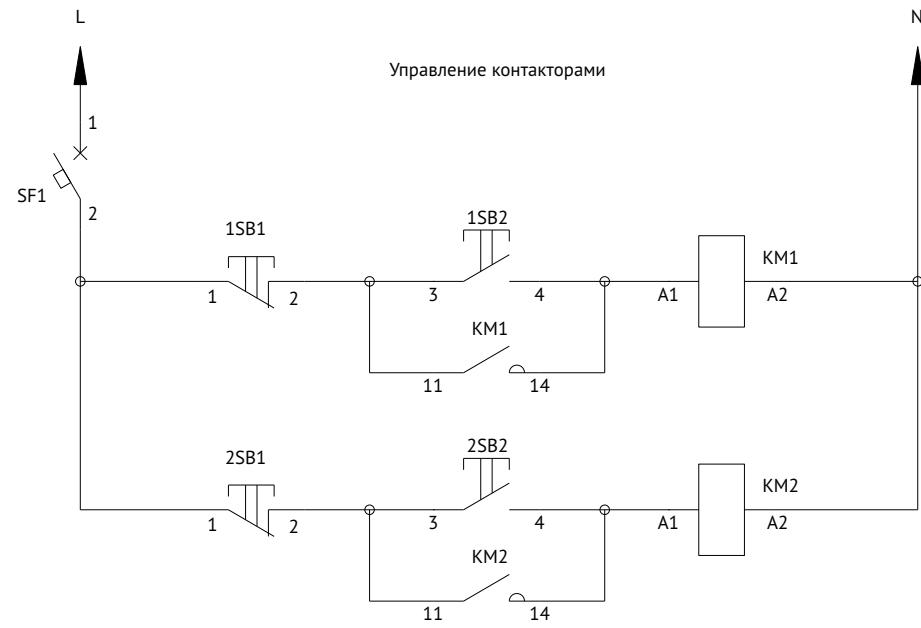 L N
Управление контакторами
1
SF1
2
1SB1 1SB2 KM1
1 2 3 4 A1 A2
KM1
11 14
2SB1 2SB2 KM2
1 2 3 4 A1 A2
KM2
11 14